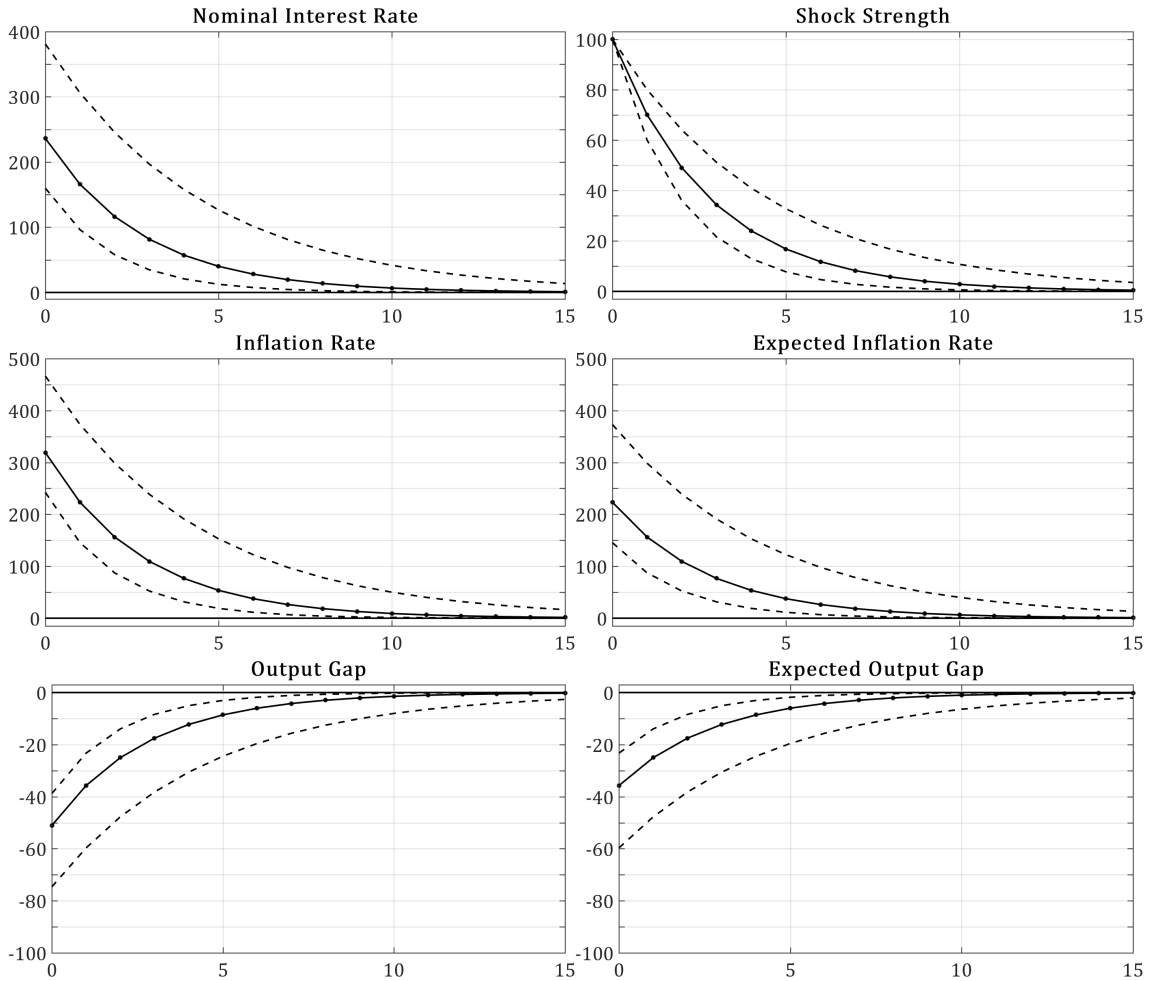 Nominal Interest Rate
400
300
200
100
0
0 5 10 15
Shock Strength
100
80
60
40
20
0
0 5 10 15
Inflation Rate
500
400
300
200
100
0
0 5 10 15
Expected Inflation Rate
500
400
300
200
100
0
0 5 10 15
Output Gap
0
-20
-40
-60
-80
-100
0 5 10 15
Expected Output Gap
0
-20
-40
-60
-80
-100
0 5 10 15